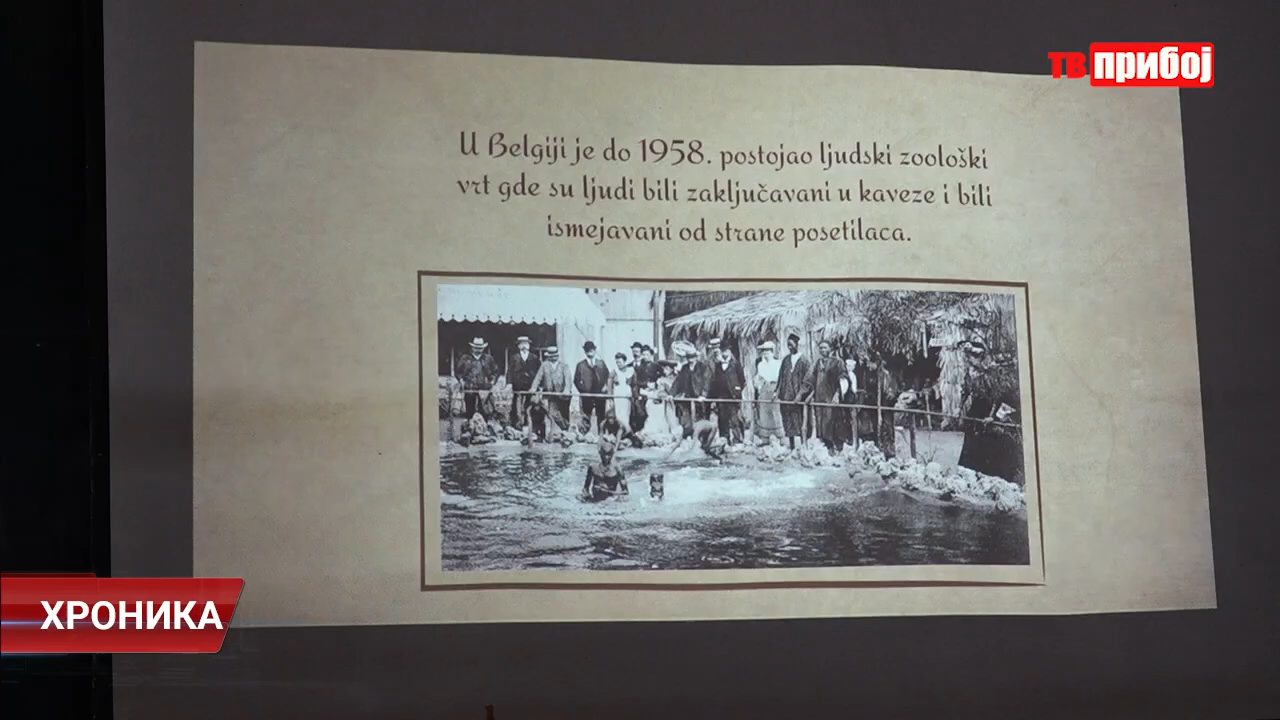 ТВ прибој
U Belgiji je do 1958. postojao ljudski zoološki
vrt gde su ljudi bili zaključavani u kaveze i bili
ismejavani od strane posetilaca.
ХРОНИКА